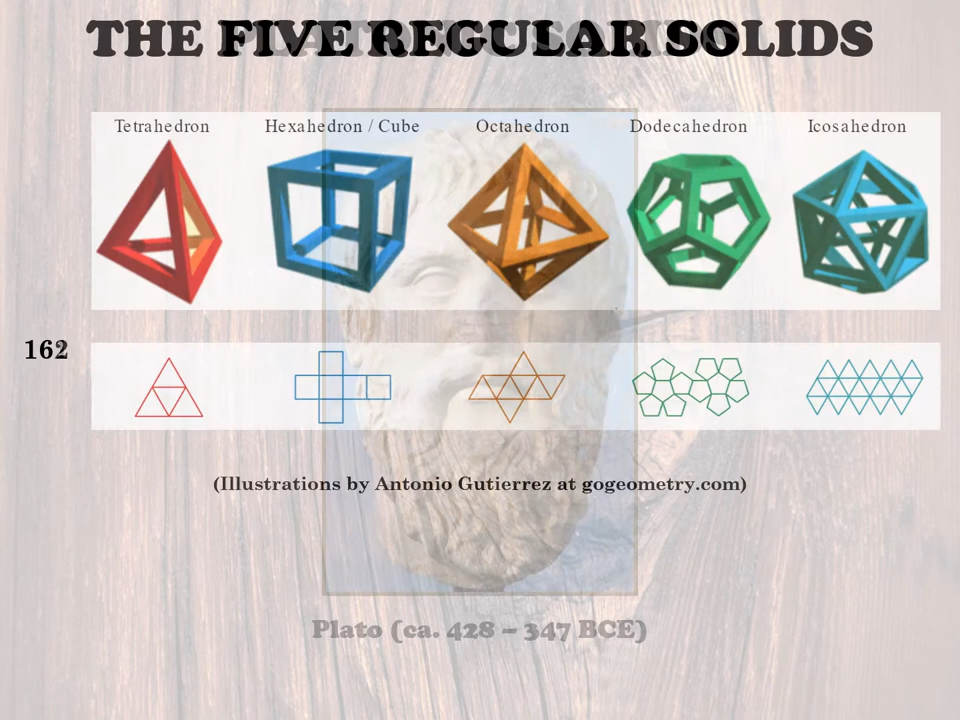 THE FIVE REGULAR SOLIDS
Tetrahedron Hexahedron / Cube Octahedron Dodecahedron Icosahedron
(Illustrations by Antonio Gutierrez at gogeometry.com)
Plato (ca. 428 – 347 BCE)